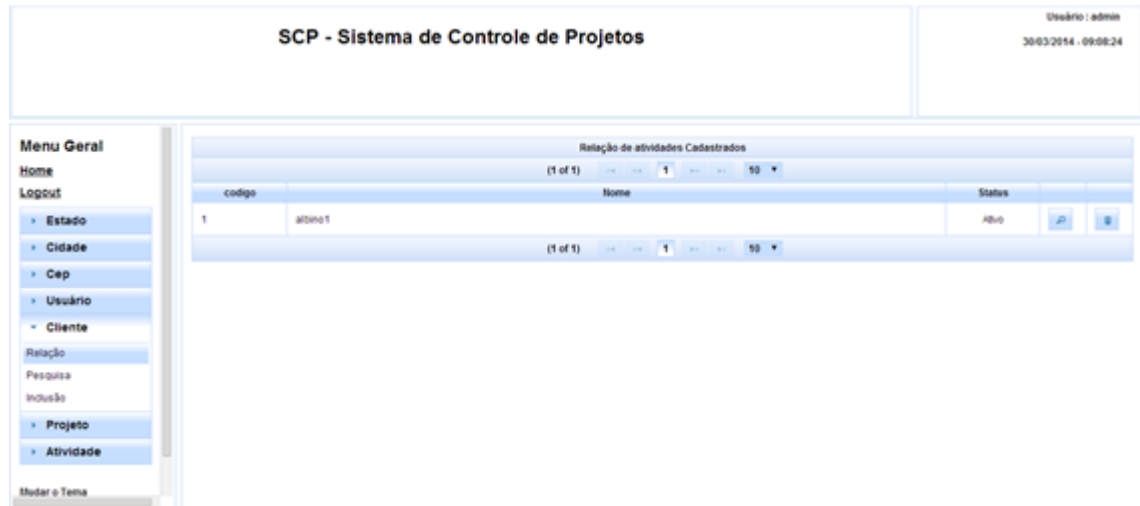 SCP - Sistema de Controle de Projetos
Usuário : admin
30/03/2014 - 09:08:24
Menu Geral
Home
Logout
Estado
Cidade
Cep
Usuário
Cliente
Relação
Pesquisa
Inclusão
Projeto
Atividade
Mudar o Tema
Relação de atividades Cadastrados
(1 of 1) 1 10
codigo Nome Status
1 albino1 Ativo
(1 of 1) 1 10